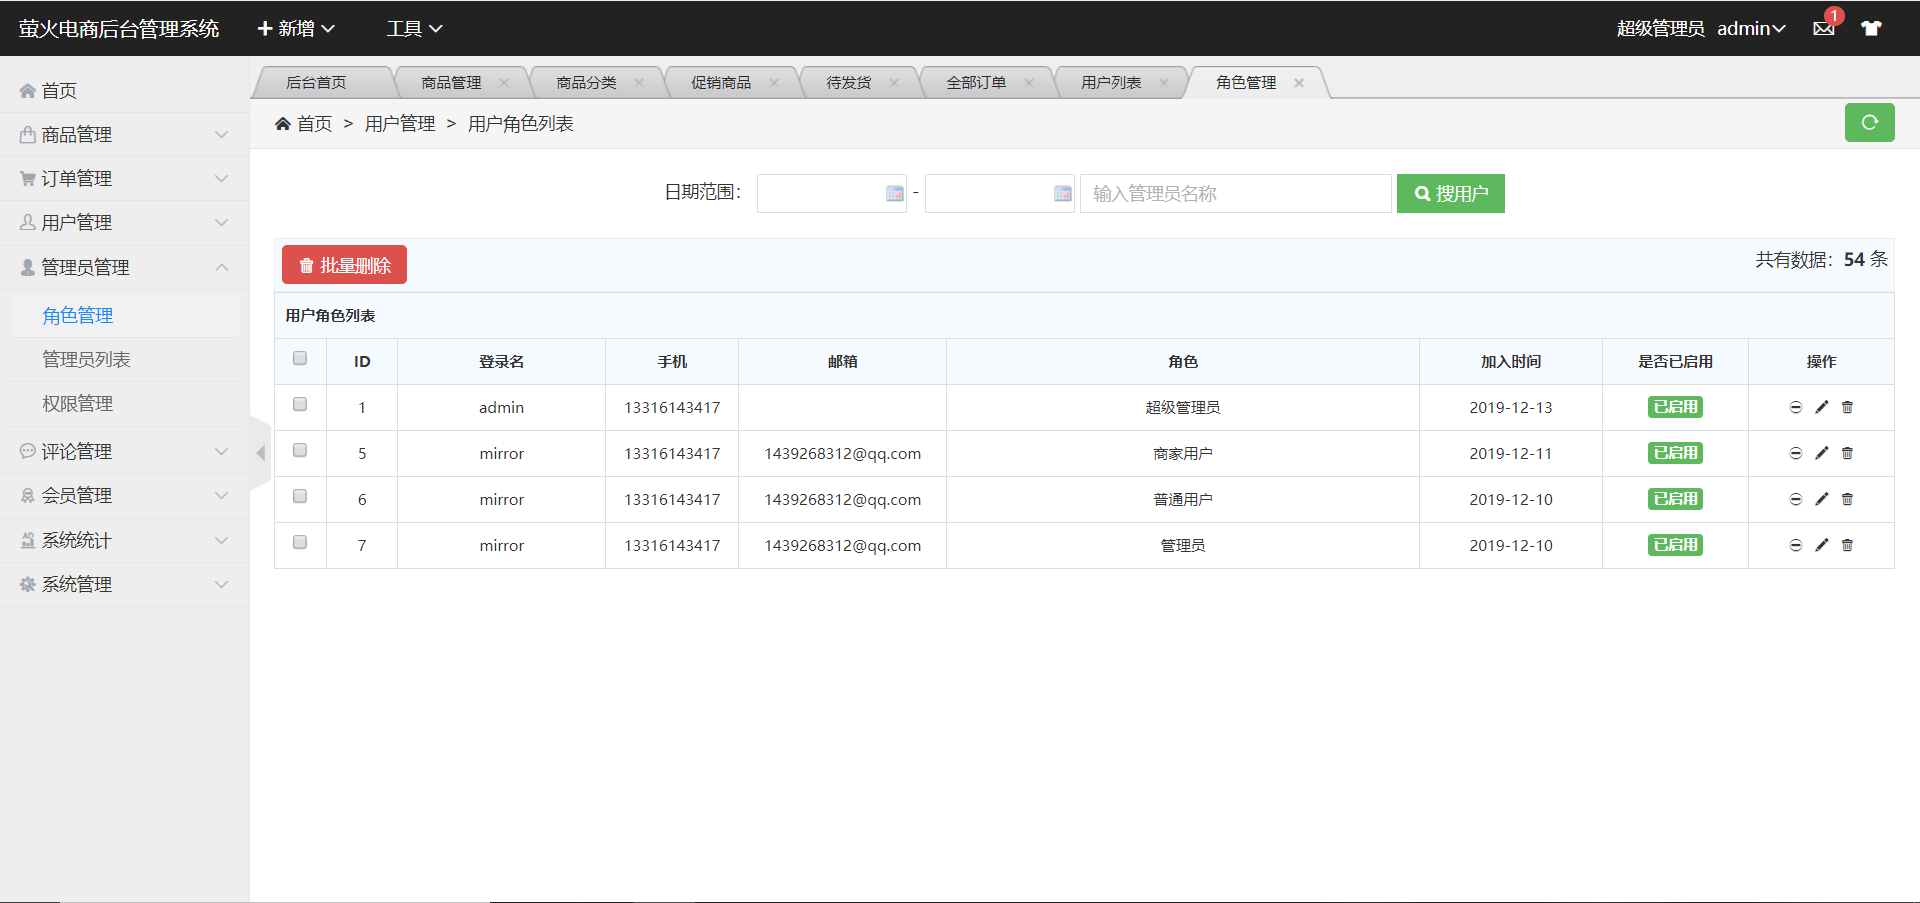 萤火电商后台管理系统 新增 工具 超级管理员 admin 1
首页
商品管理
订单管理
用户管理
管理员管理
角色管理
管理员列表
权限管理
评论管理
会员管理
系统统计
系统管理
后台首页 商品管理 商品分类 促销商品 待发货 全部订单 用户列表 角色管理
首页 > 用户管理 > 用户角色列表
日期范围: - 输入管理员名称 搜用户
批量删除 共有数据: 54 条
用户角色列表
ID 登录名 手机 邮箱 角色 加入时间 是否已启用 操作
1 admin 13316143417 超级管理员 2019-12-13 已启用
5 mirror 13316143417 1439268312@qq.com 商家用户 2019-12-11 已启用
6 mirror 13316143417 1439268312@qq.com 普通用户 2019-12-10 已启用
7 mirror 13316143417 1439268312@qq.com 管理员 2019-12-10 已启用